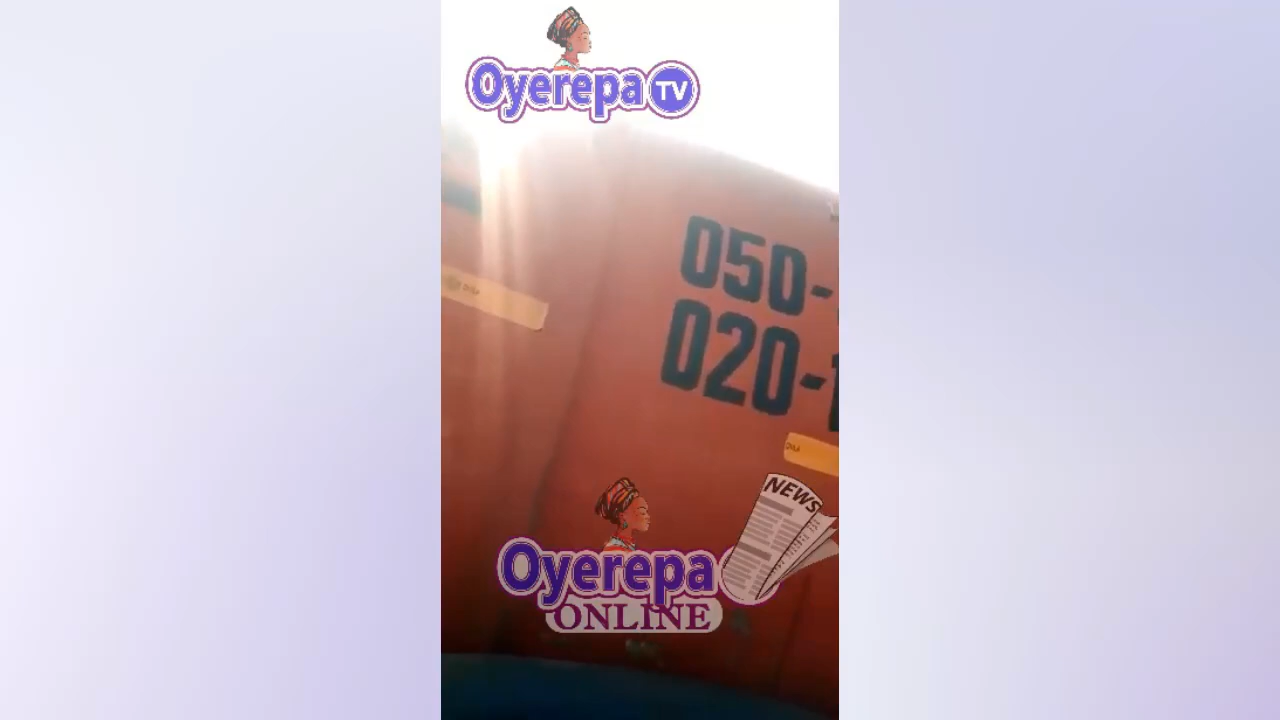 Oyerepa TV
050-
020-
NEWS
Oyerepa
ONLINE